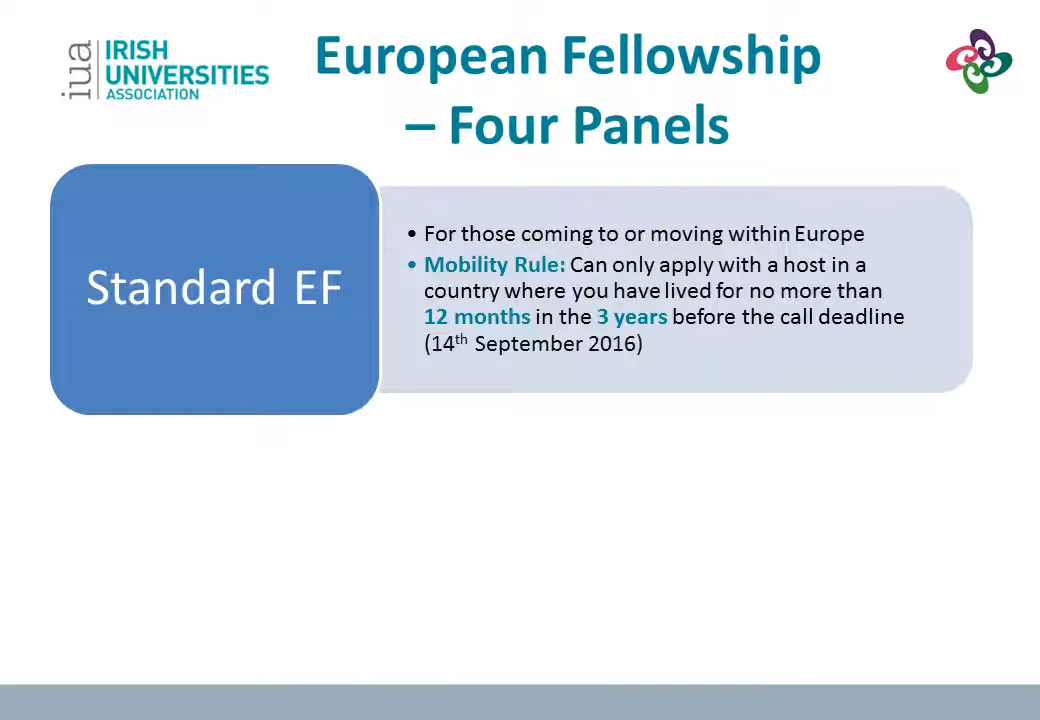 iua
IRISH
UNIVERSITIES
ASSOCIATION
European Fellowship
– Four Panels
Standard EF
• For those coming to or moving within Europe
• Mobility Rule: Can only apply with a host in a
country where you have lived for no more than
12 months in the 3 years before the call deadline
(14th September 2016)